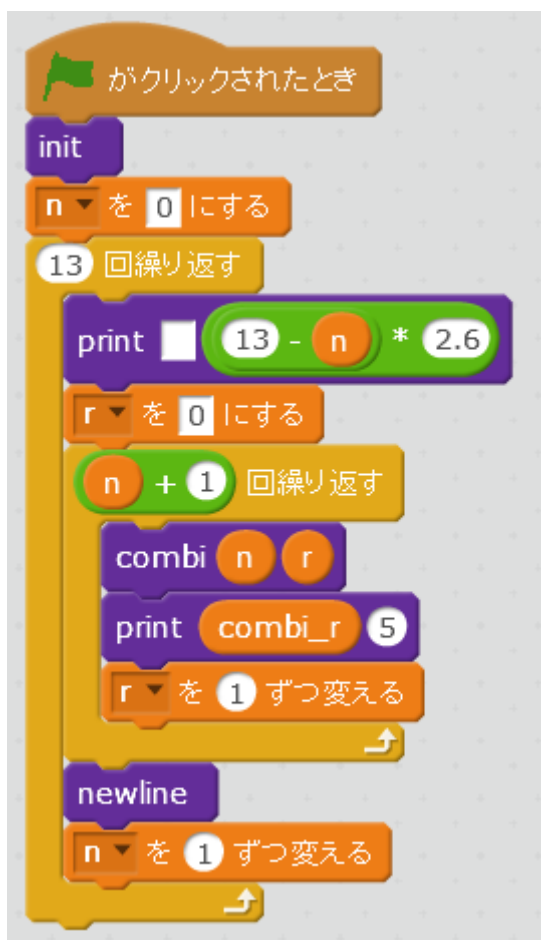 がクリックされたとき
init
n を 0 にする
13 回繰り返す
print 13 - n * 2.6
r を 0 にする
n + 1 回繰り返す
combi n r
print combi_r 5
r を 1 ずつ変える
newline
n を 1 ずつ変える